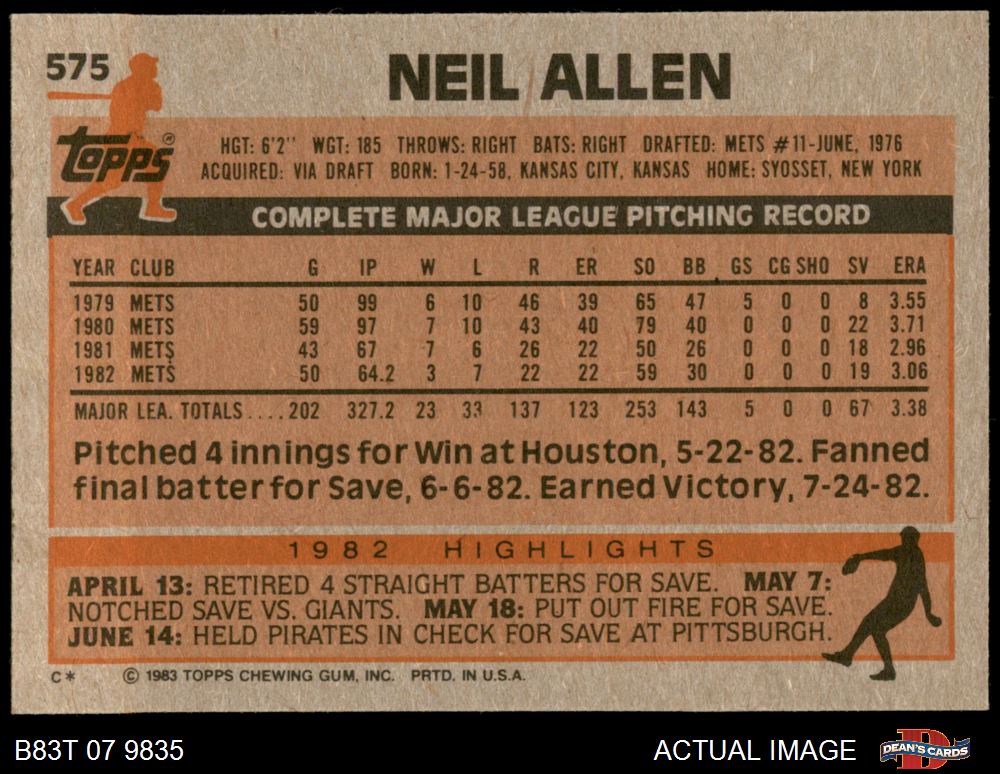 575
NEIL ALLEN
topps®
HGT: 6'2" WGT: 185 THROWS: RIGHT BATS: RIGHT DRAFTED: METS #11-JUNE, 1976
ACQUIRED: VIA DRAFT BORN: 1-24-58, KANSAS CITY, KANSAS HOME: SYOSSET, NEW YORK
COMPLETE MAJOR LEAGUE PITCHING RECORD
YEAR CLUB G IP W L R ER SO BB GS CG SHO SV ERA
1979 METS 50 99 6 10 46 39 65 47 5 0 0 8 3.55
1980 METS 59 97 7 10 43 40 79 40 0 0 0 22 3.71
1981 METS 43 67 7 6 26 22 50 26 0 0 0 18 2.96
1982 METS 50 64.2 3 7 22 22 59 30 0 0 0 19 3.06
MAJOR LEA. TOTALS.... 202 327.2 23 33 137 123 253 143 5 0 0 67 3.38
Pitched 4 innings for Win at Houston, 5-22-82. Fanned
final batter for Save, 6-6-82. Earned Victory, 7-24-82.
1982 HIGHLIGHTS
APRIL 13: RETIRED 4 STRAIGHT BATTERS FOR SAVE. MAY 7:
NOTCHED SAVE VS. GIANTS. MAY 18: PUT OUT FIRE FOR SAVE.
JUNE 14: HELD PIRATES IN CHECK FOR SAVE AT PITTSBURGH.
C* © 1983 TOPPS CHEWING GUM, INC. PRTD. IN U.S.A.
B83T 07 9835 ACTUAL IMAGE DEAN'S CARDS